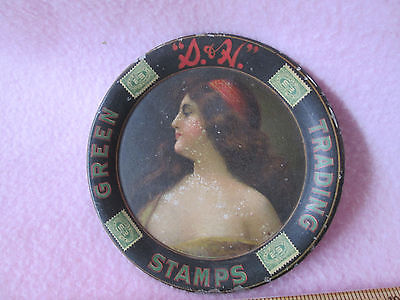 "S. & H."
GREEN
TRADING
STAMPS